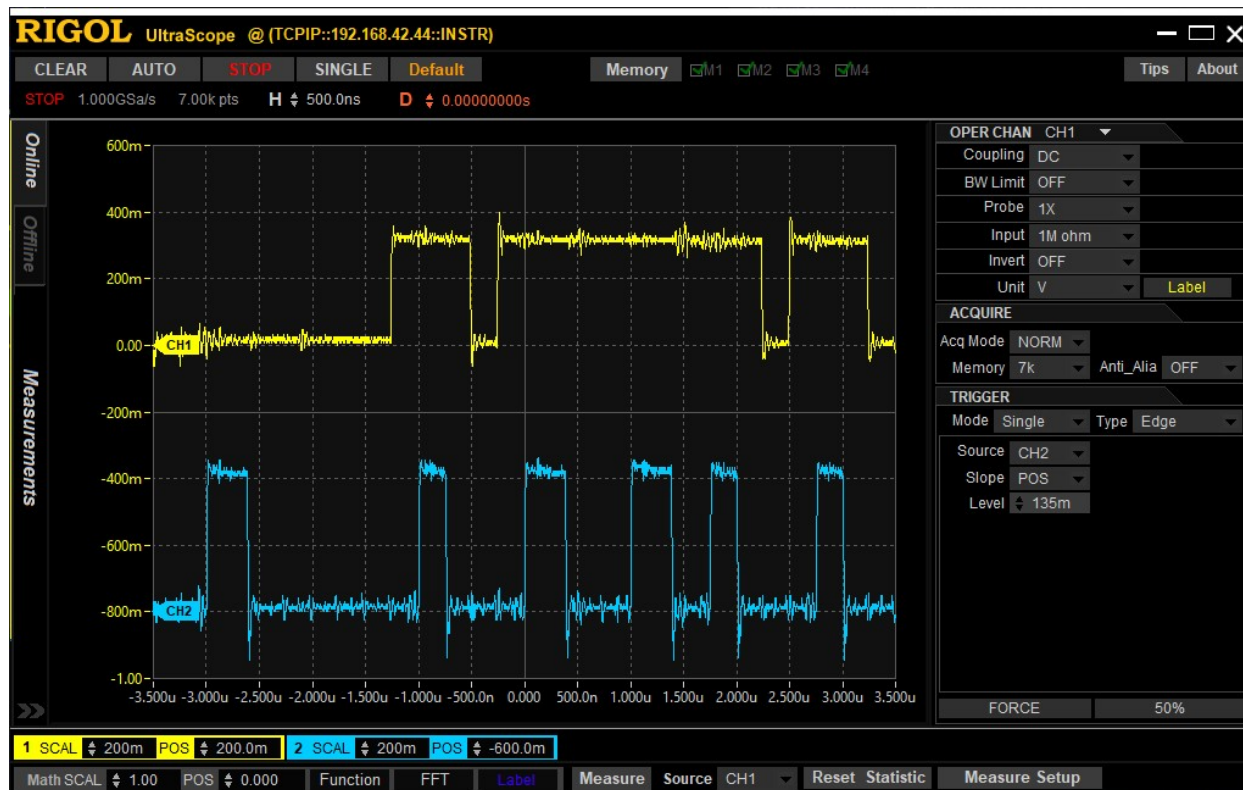 RIGOL UltraScope @ (TCPIP::192.168.42.44::INSTR)
CLEAR AUTO STOP SINGLE Default Memory M1 M2 M3 M4 Tips About
STOP 1.000GSa/s 7.00k pts H 500.0ns D 0.00000000s
Online
Offline
Measurements
600m
400m
200m
0.00
-200m
-400m
-600m
-800m
-1.00
CH1
CH2
-3.500u -3.000u -2.500u -2.000u -1.500u -1.000u -500.0n 0.000 500.0n 1.000u 1.500u 2.000u 2.500u 3.000u 3.500u
OPER CHAN CH1
Coupling DC
BW Limit OFF
Probe 1X
Input 1M ohm
Invert OFF
Unit V Label
ACQUIRE
Acq Mode NORM
Memory 7k Anti_Alia OFF
TRIGGER
Mode Single Type Edge
Source CH2
Slope POS
Level 135m
FORCE 50%
1 SCAL 200m POS 200.0m 2 SCAL 200m POS -600.0m
Math SCAL 1.00 POS 0.000 Function FFT Label Measure Source CH1 Reset Statistic Measure Setup